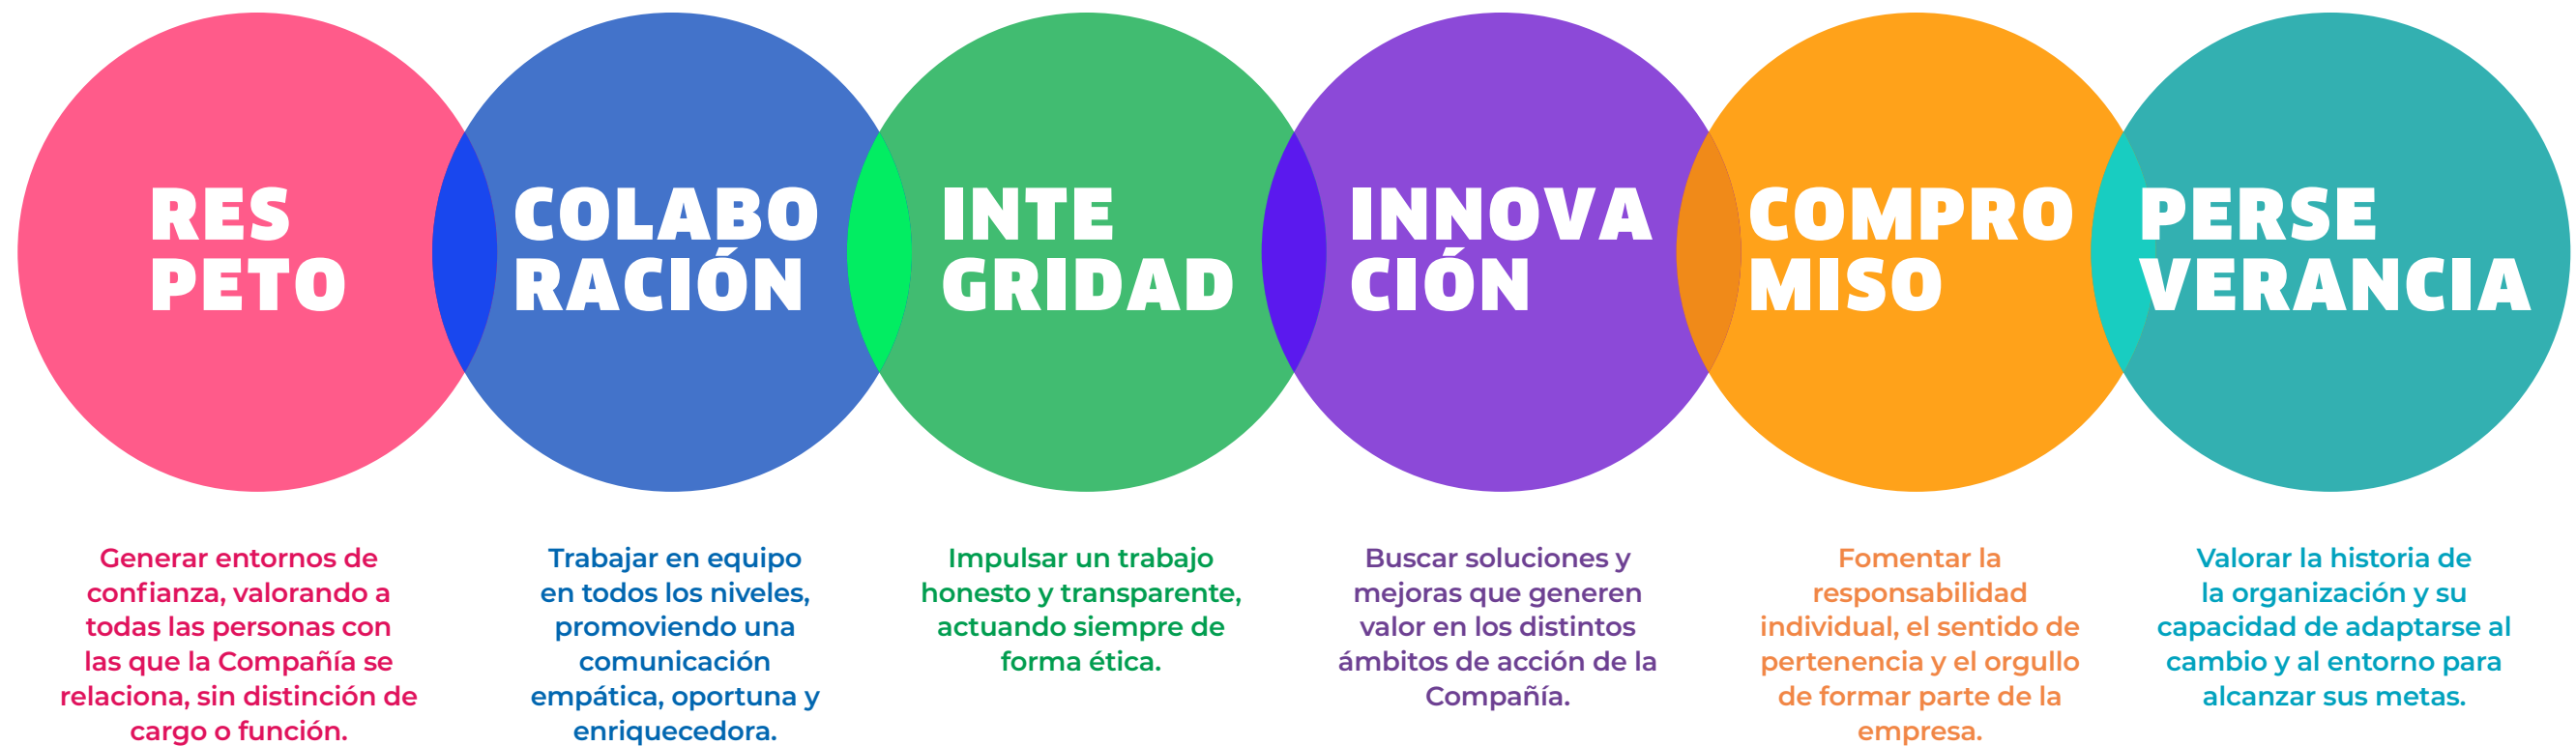 RES
PETO
COLABO
RACIÓN
INTE
GRIDAD
INNOVA
CIÓN
COMPRO
MISO
PERSE
VERANCIA
Generar entornos de
confianza, valorando a
todas las personas con
las que la Compañía se
relaciona, sin distinción de
cargo o función.
Trabajar en equipo
en todos los niveles,
promoviendo una
comunicación
empática, oportuna y
enriquecedora.
Impulsar un trabajo
honesto y transparente,
actuando siempre de
forma ética.
Buscar soluciones y
mejoras que generen
valor en los distintos
ámbitos de acción de la
Compañía.
Fomentar la
responsabilidad
individual, el sentido de
pertenencia y el orgullo
de formar parte de la
empresa.
Valorar la historia de
la organización y su
capacidad de adaptarse al
cambio y al entorno para
alcanzar sus metas.